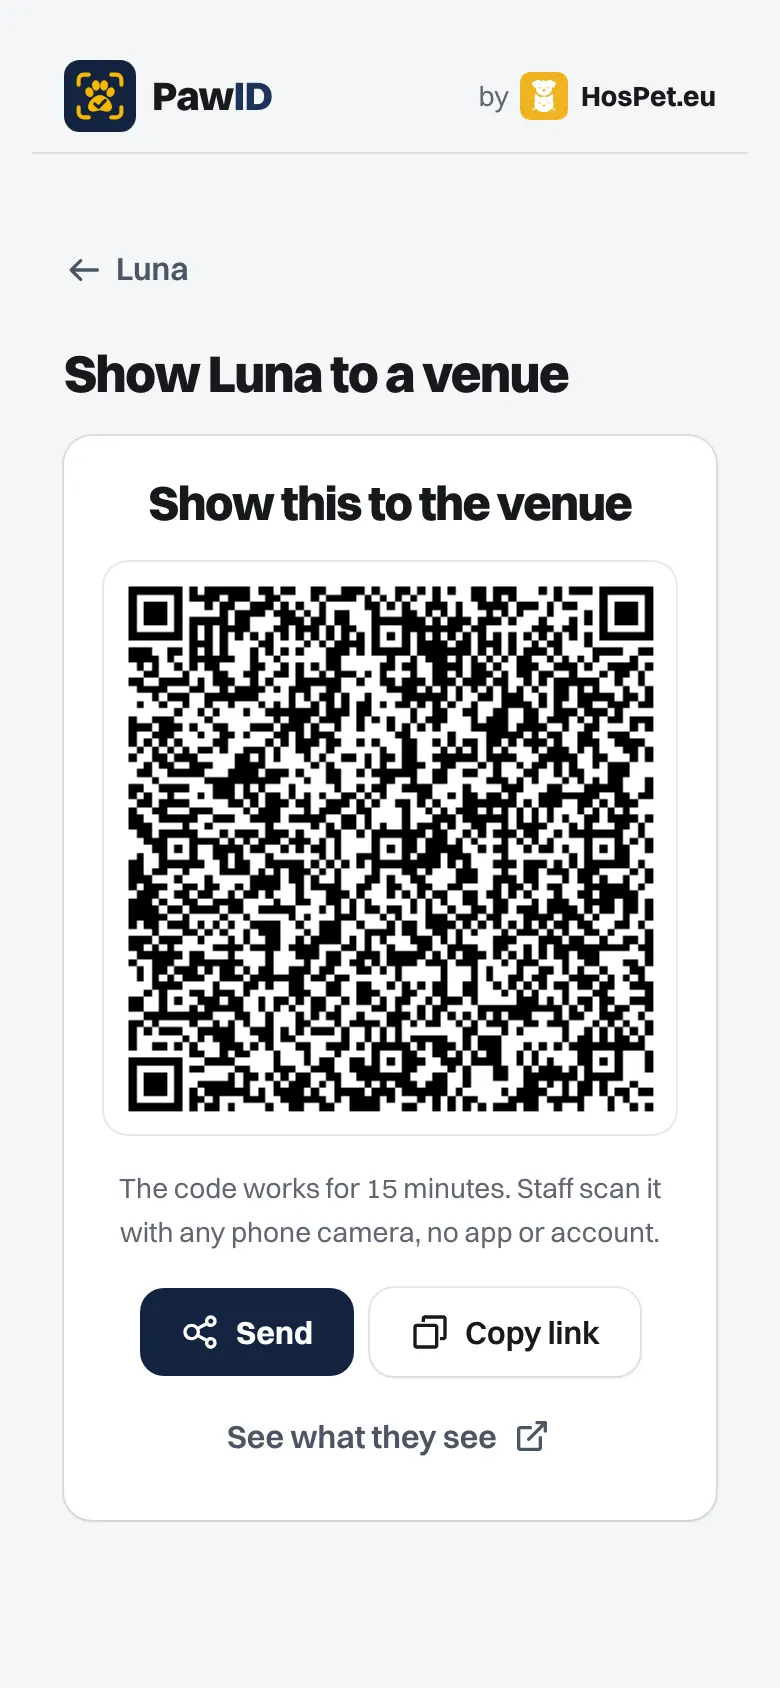 PawID
by HosPet.eu
Luna
Show Luna to a venue
Show this to the venue
The code works for 15 minutes. Staff scan it
with any phone camera, no app or account.
Send
Copy link
See what they see